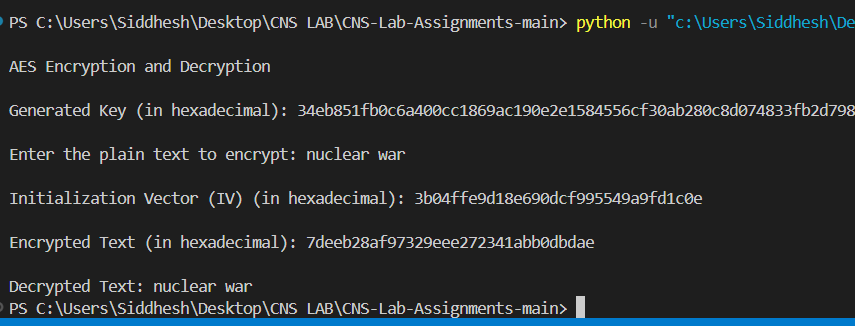 PS C:\Users\Siddhesh\Desktop\CNS LAB\CNS-Lab-Assignments-main> python -u "c:\Users\Siddhesh\De
AES Encryption and Decryption
Generated Key (in hexadecimal): 34eb851fb0c6a400cc1869ac190e2e1584556cf30ab280c8d074833fb2d798
Enter the plain text to encrypt: nuclear war
Initialization Vector (IV) (in hexadecimal): 3b04ffe9d18e690dcf995549a9fd1c0e
Encrypted Text (in hexadecimal): 7deeb28af97329eee272341abb0dbdae
Decrypted Text: nuclear war
PS C:\Users\Siddhesh\Desktop\CNS LAB\CNS-Lab-Assignments-main>